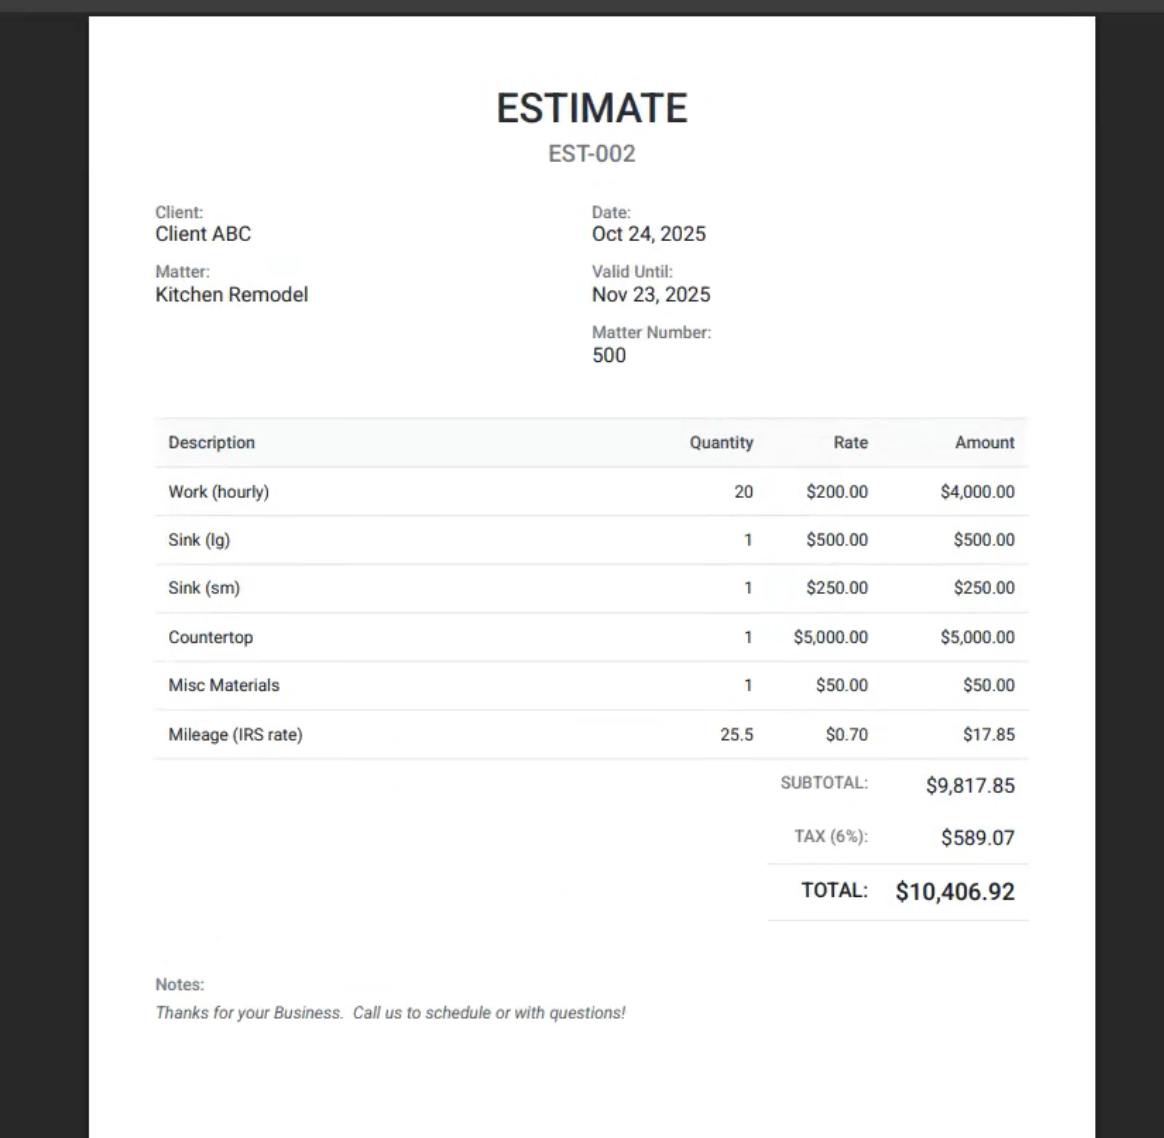 ESTIMATE
EST-002
Client:
Client ABC
Matter:
Kitchen Remodel
Date:
Oct 24, 2025
Valid Until:
Nov 23, 2025
Matter Number:
500
Description Quantity Rate Amount
Work (hourly) 20 $200.00 $4,000.00
Sink (lg) 1 $500.00 $500.00
Sink (sm) 1 $250.00 $250.00
Countertop 1 $5,000.00 $5,000.00
Misc Materials 1 $50.00 $50.00
Mileage (IRS rate) 25.5 $0.70 $17.85
SUBTOTAL: $9,817.85
TAX (6%): $589.07
TOTAL: $10,406.92
Notes:
Thanks for your Business.  Call us to schedule or with questions!